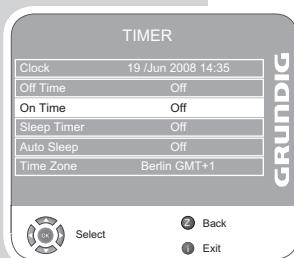 TIMER
Clock 19 /Jun 2008 14:35
Off Time Off
On Time Off
Sleep Timer Off
Auto Sleep Off
Time Zone Berlin GMT+1
GRUNDIG
OK Select
Z Back
i Exit